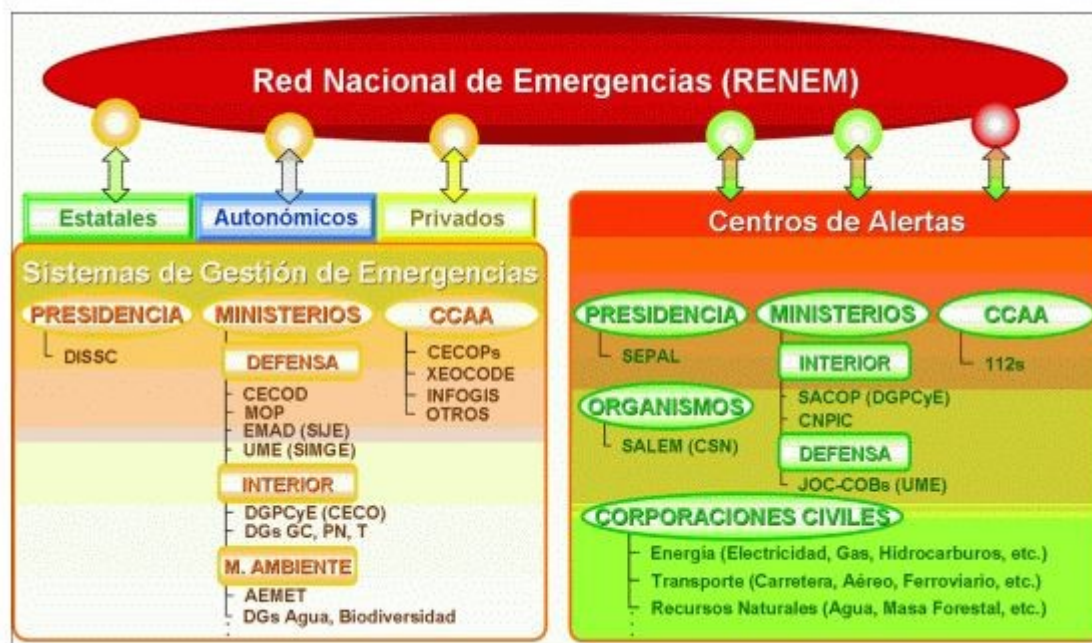 Red Nacional de Emergencias (RENEM)
Estatales
Autonómicos
Privados
Sistemas de Gestión de Emergencias
PRESIDENCIA
DISSC
MINISTERIOS
DEFENSA
CECOD
MOP
EMAD (SIJE)
UME (SIMGE)
INTERIOR
DGPCyE (CECO)
DGs GC, PN, T
M. AMBIENTE
AEMET
DGs Agua, Biodiversidad
CCAA
CECOPs
XEOCODE
INFOGIS
OTROS
Centros de Alertas
PRESIDENCIA
SEPAL
ORGANISMOS
SALEM (CSN)
MINISTERIOS
INTERIOR
SACOP (DGPCyE)
CNPIC
DEFENSA
JOC-COBs (UME)
CCAA
112s
CORPORACIONES CIVILES
Energía (Electricidad, Gas, Hidrocarburos, etc.)
Transporte (Carretera, Aéreo, Ferroviario, etc.)
Recursos Naturales (Agua, Masa Forestal, etc.)